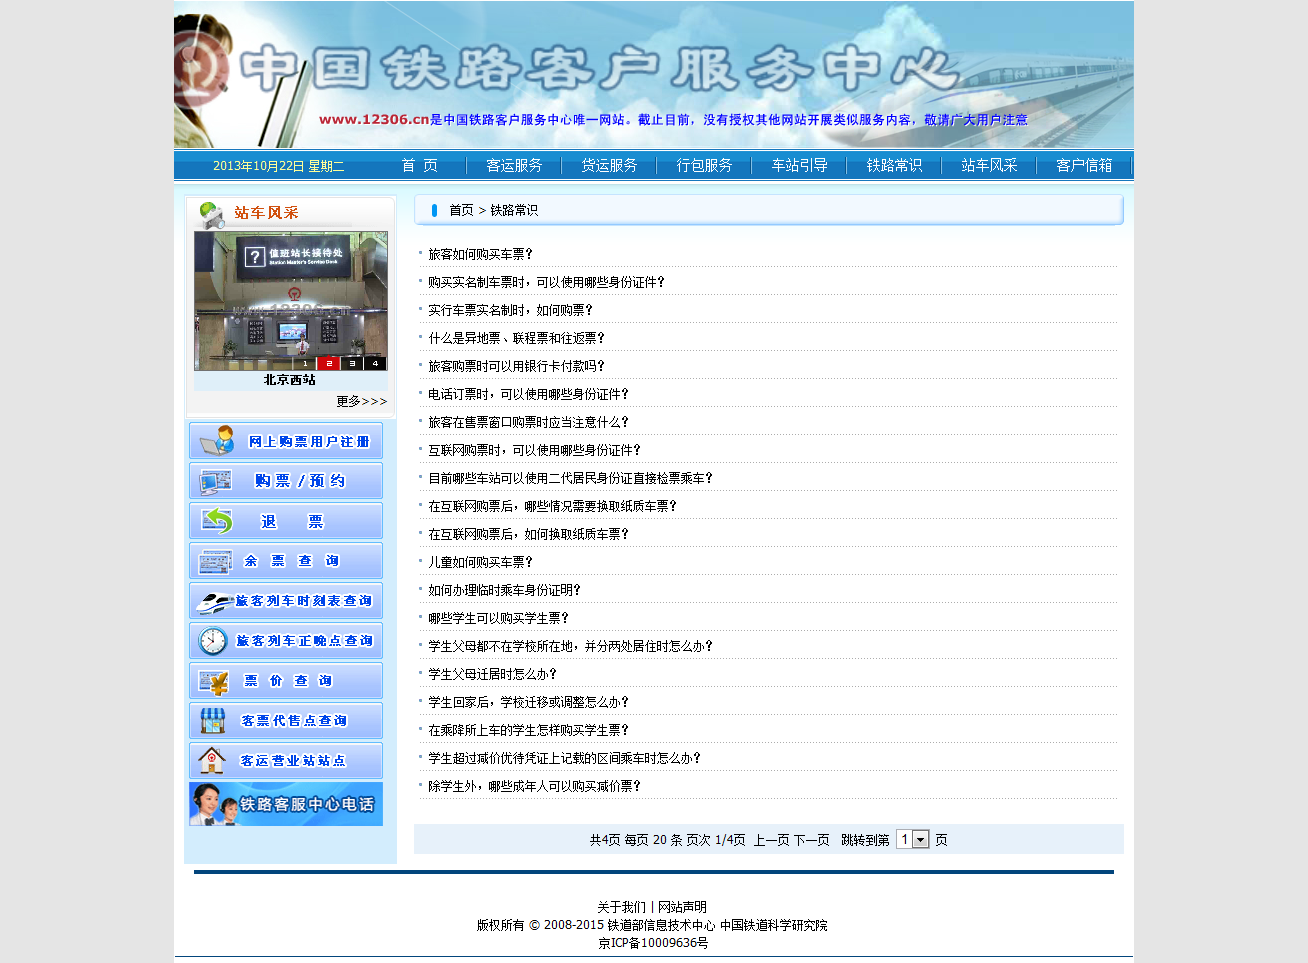 中国铁路客户服务中心
www.12306.cn是中国铁路客户服务中心唯一网站。截止目前，没有授权其他网站开展类似服务内容，敬请广大用户注意
2013年10月22日 星期二 首 页 客运服务 货运服务 行包服务 车站引导 铁路常识 站车风采 客户信箱
站车风采
值班站长接待处
Station Master's Service Desk
www.12306.cn
1 2 3 4
北京西站
更多>>>
网上购票用户注册
购票/预约
退 票
余 票 查 询
旅客列车时刻表查询
旅客列车正晚点查询
票 价 查 询
客票代售点查询
客运营业站站点
铁路客服中心电话
首页 > 铁路常识
旅客如何购买车票？
购买实名制车票时，可以使用哪些身份证件？
实行车票实名制时，如何购票？
什么是异地票、联程票和往返票？
旅客购票时可以用银行卡付款吗？
电话订票时，可以使用哪些身份证件？
旅客在售票窗口购票时应当注意什么？
互联网购票时，可以使用哪些身份证件？
目前哪些车站可以使用二代居民身份证直接检票乘车？
在互联网购票后，哪些情况需要换取纸质车票？
在互联网购票后，如何换取纸质车票？
儿童如何购买车票？
如何办理临时乘车身份证明？
哪些学生可以购买学生票？
学生父母都不在学校所在地，并分两处居住时怎么办？
学生父母迁居时怎么办？
学生回家后，学校迁移或调整怎么办？
在乘降所上车的学生怎样购买学生票？
学生超过减价优待凭证上记载的区间乘车时怎么办？
除学生外，哪些成年人可以购买减价票？
共4页 每页 20 条 页次 1/4页 上一页 下一页 跳转到第 1 页
关于我们 | 网站声明
版权所有 © 2008-2015 铁道部信息技术中心 中国铁道科学研究院
京ICP备10009636号